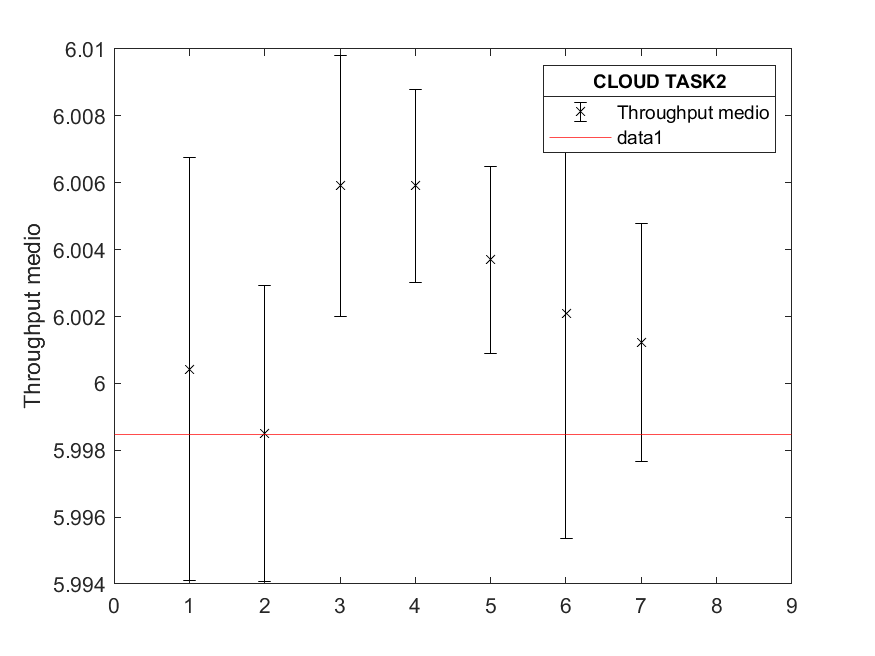 6.01
CLOUD TASK2
6.008
Throughput medio
data1
6.006
6.004
Throughput medio
6.002
6
5.998
5.996
5.994
0 1 2 3 4 5 6 7 8 9